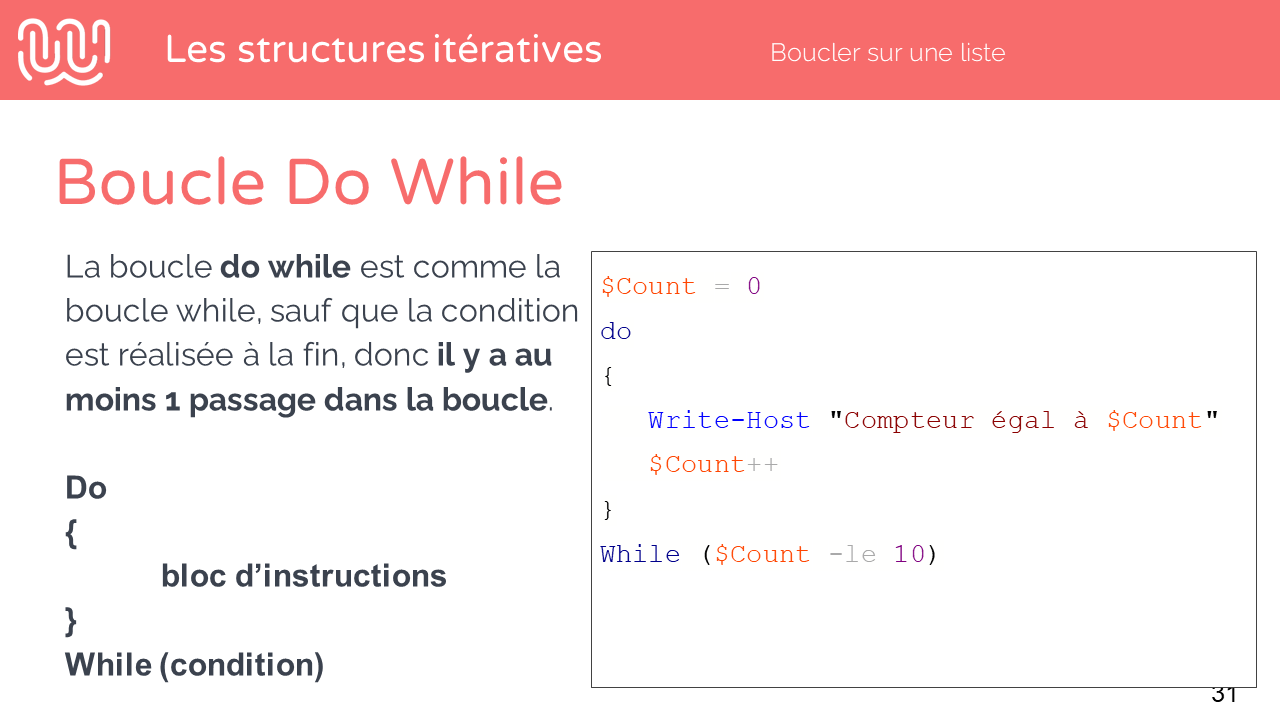 Les structures itératives
Boucler sur une liste
Boucle Do While
La boucle do while est comme la
boucle while, sauf que la condition
est réalisée à la fin, donc il y a au
moins 1 passage dans la boucle.
Do
{
bloc d’instructions
}
While (condition)
$Count = 0
do
{
Write-Host "Compteur égal à $Count"
$Count++
}
While ($Count -le 10)
31